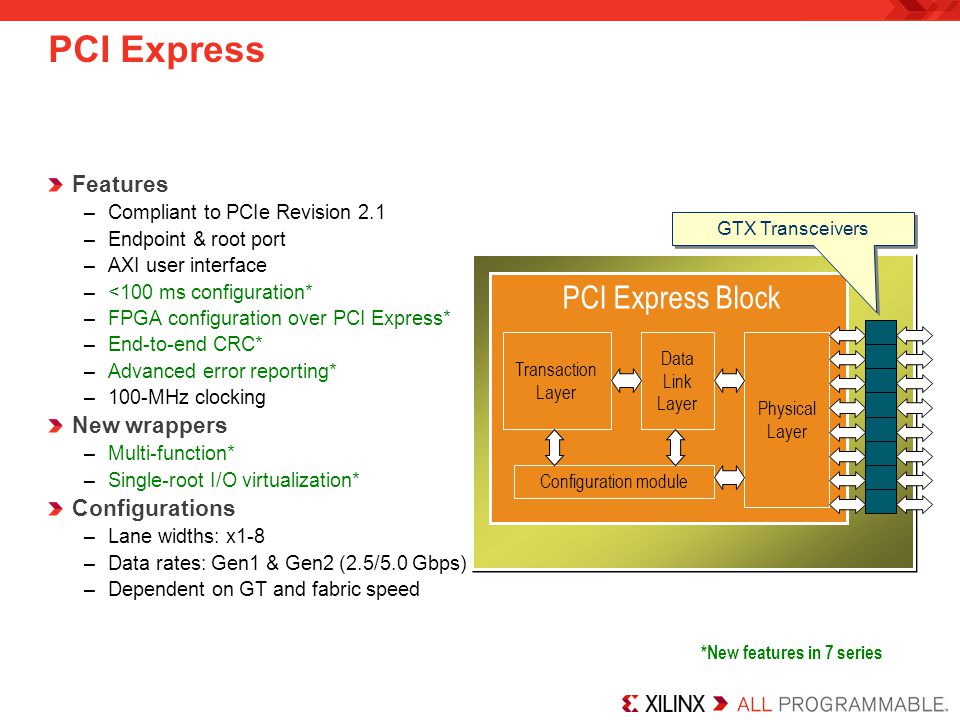 PCI Express
Features
–Compliant to PCIe Revision 2.1
–Endpoint & root port
–AXI user interface
–<100 ms configuration*
–FPGA configuration over PCI Express*
–End-to-end CRC*
–Advanced error reporting*
–100-MHz clocking
New wrappers
–Multi-function*
–Single-root I/O virtualization*
Configurations
–Lane widths: x1-8
–Data rates: Gen1 & Gen2 (2.5/5.0 Gbps)
–Dependent on GT and fabric speed
GTX Transceivers
PCI Express Block
Transaction
Layer
Data
Link
Layer
Physical
Layer
Configuration module
*New features in 7 series
XILINX ALL PROGRAMMABLE.